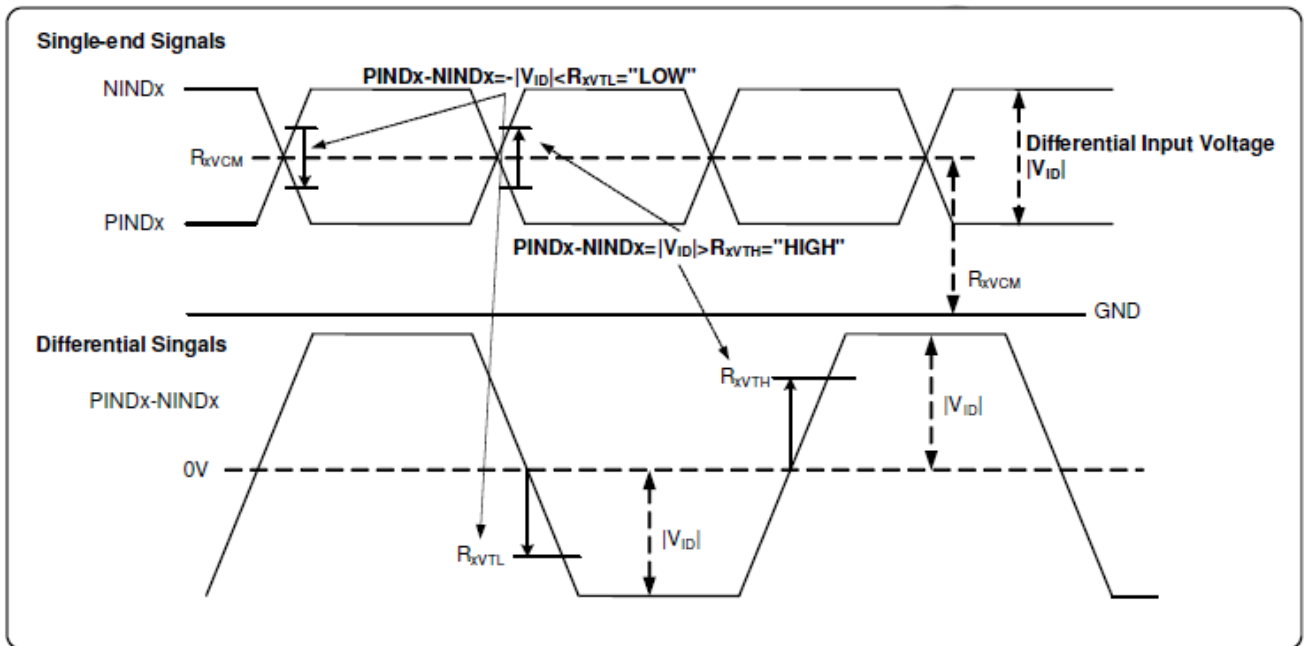 Single-end Signals
NINDx
PINDx-NINDx=-|VID|<RxVTL="LOW"
RxVCM
Differential Input Voltage
|VID|
PINDx
PINDx-NINDx=|VID|>RxVTH="HIGH"
RxVCM
GND
Differential Singals
RxVTH
PINDx-NINDx
|VID|
0V
|VID|
RxVTL